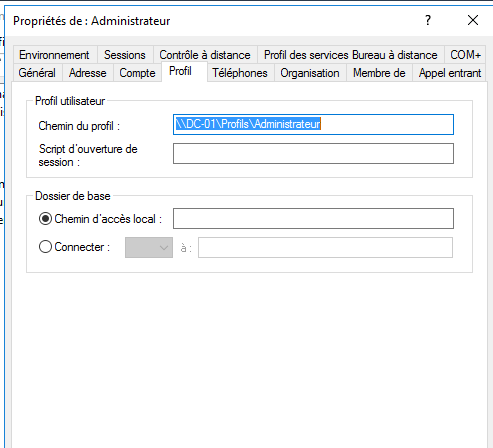 Propriétés de : Administrateur
?
Environnement Sessions Contrôle à distance Profil des services Bureau à distance COM+
Général Adresse Compte Profil Téléphones Organisation Membre de Appel entrant
Profil utilisateur
Chemin du profil :
\\DC-01\Profils\Administrateur
Script d'ouverture de
session :
Dossier de base
Chemin d'accès local :
Connecter :
à :